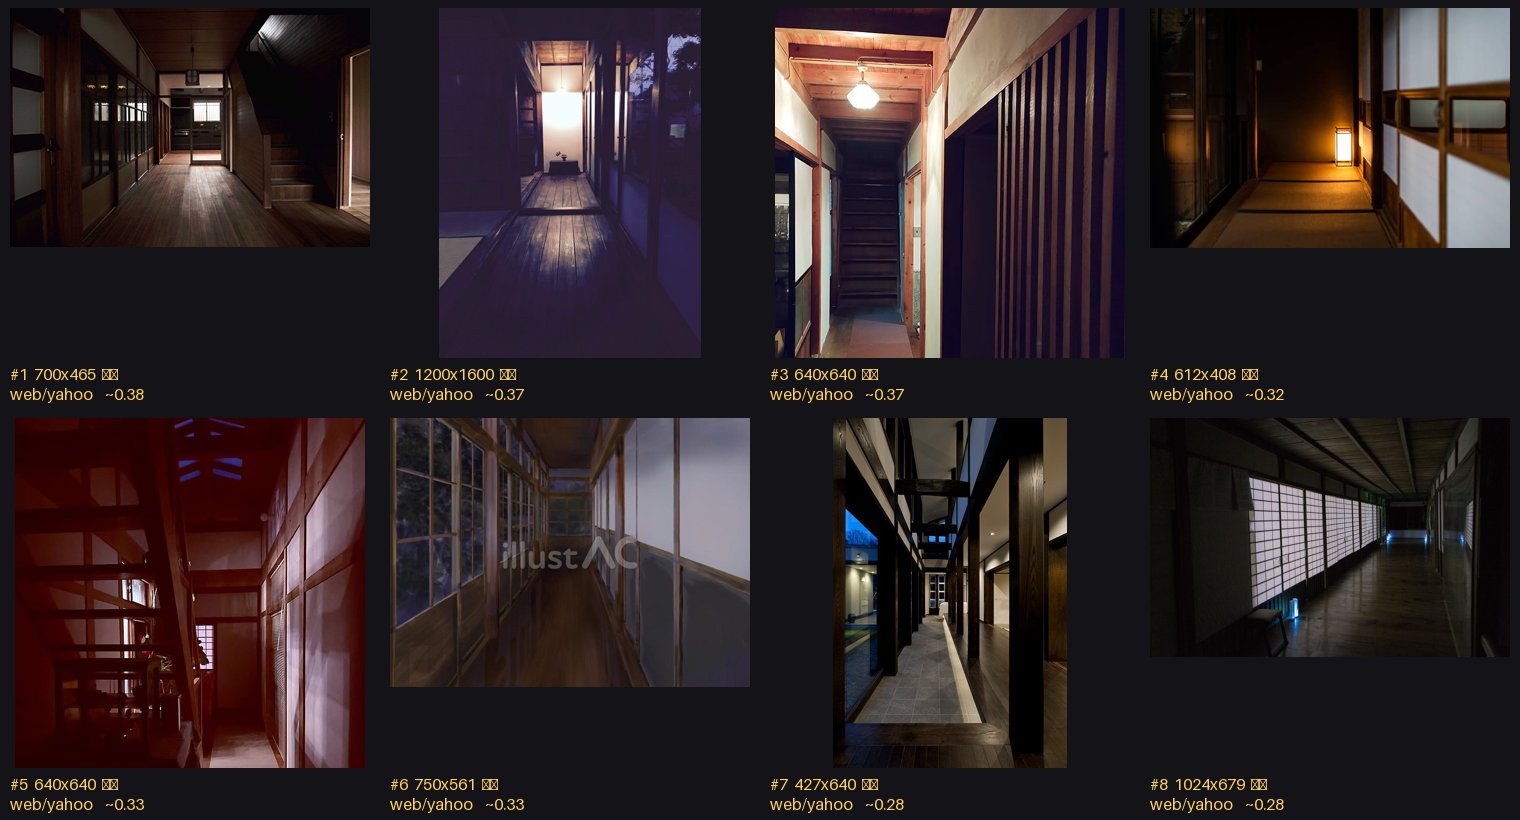 #1 700x465
web/yahoo ~0.38
#2 1200x1600
web/yahoo ~0.37
#3 640x640
web/yahoo ~0.37
#4 612x408
web/yahoo ~0.32
illustAC
#5 640x640
web/yahoo ~0.33
#6 750x561
web/yahoo ~0.33
#7 427x640
web/yahoo ~0.28
#8 1024x679
web/yahoo ~0.28